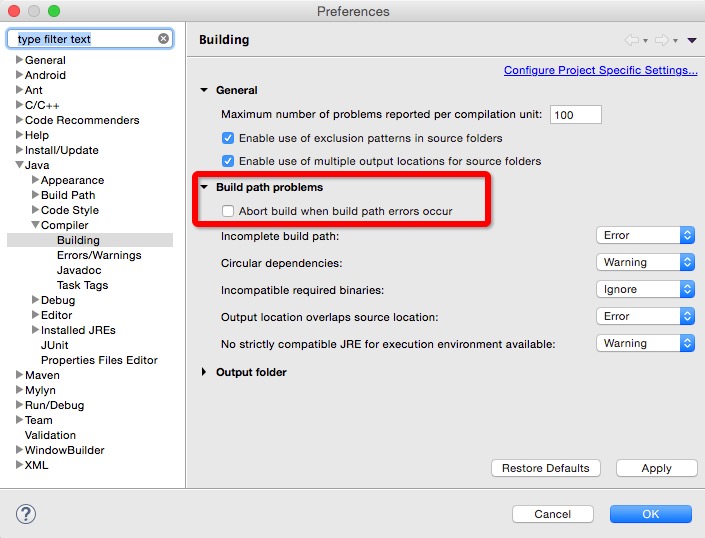 Preferences
type filter text
General
Android
Ant
C/C++
Code Recommenders
Help
Install/Update
Java
Appearance
Build Path
Code Style
Compiler
Building
Errors/Warnings
Javadoc
Task Tags
Debug
Editor
Installed JREs
JUnit
Properties Files Editor
Maven
Mylyn
Run/Debug
Team
Validation
WindowBuilder
XML
Building
Configure Project Specific Settings...
General
Maximum number of problems reported per compilation unit: 100
Enable use of exclusion patterns in source folders
Enable use of multiple output locations for source folders
Build path problems
Abort build when build path errors occur
Incomplete build path: Error
Circular dependencies: Warning
Incompatible required binaries: Ignore
Output location overlaps source location: Error
No strictly compatible JRE for execution environment available: Warning
Output folder
Restore Defaults Apply
? Cancel OK